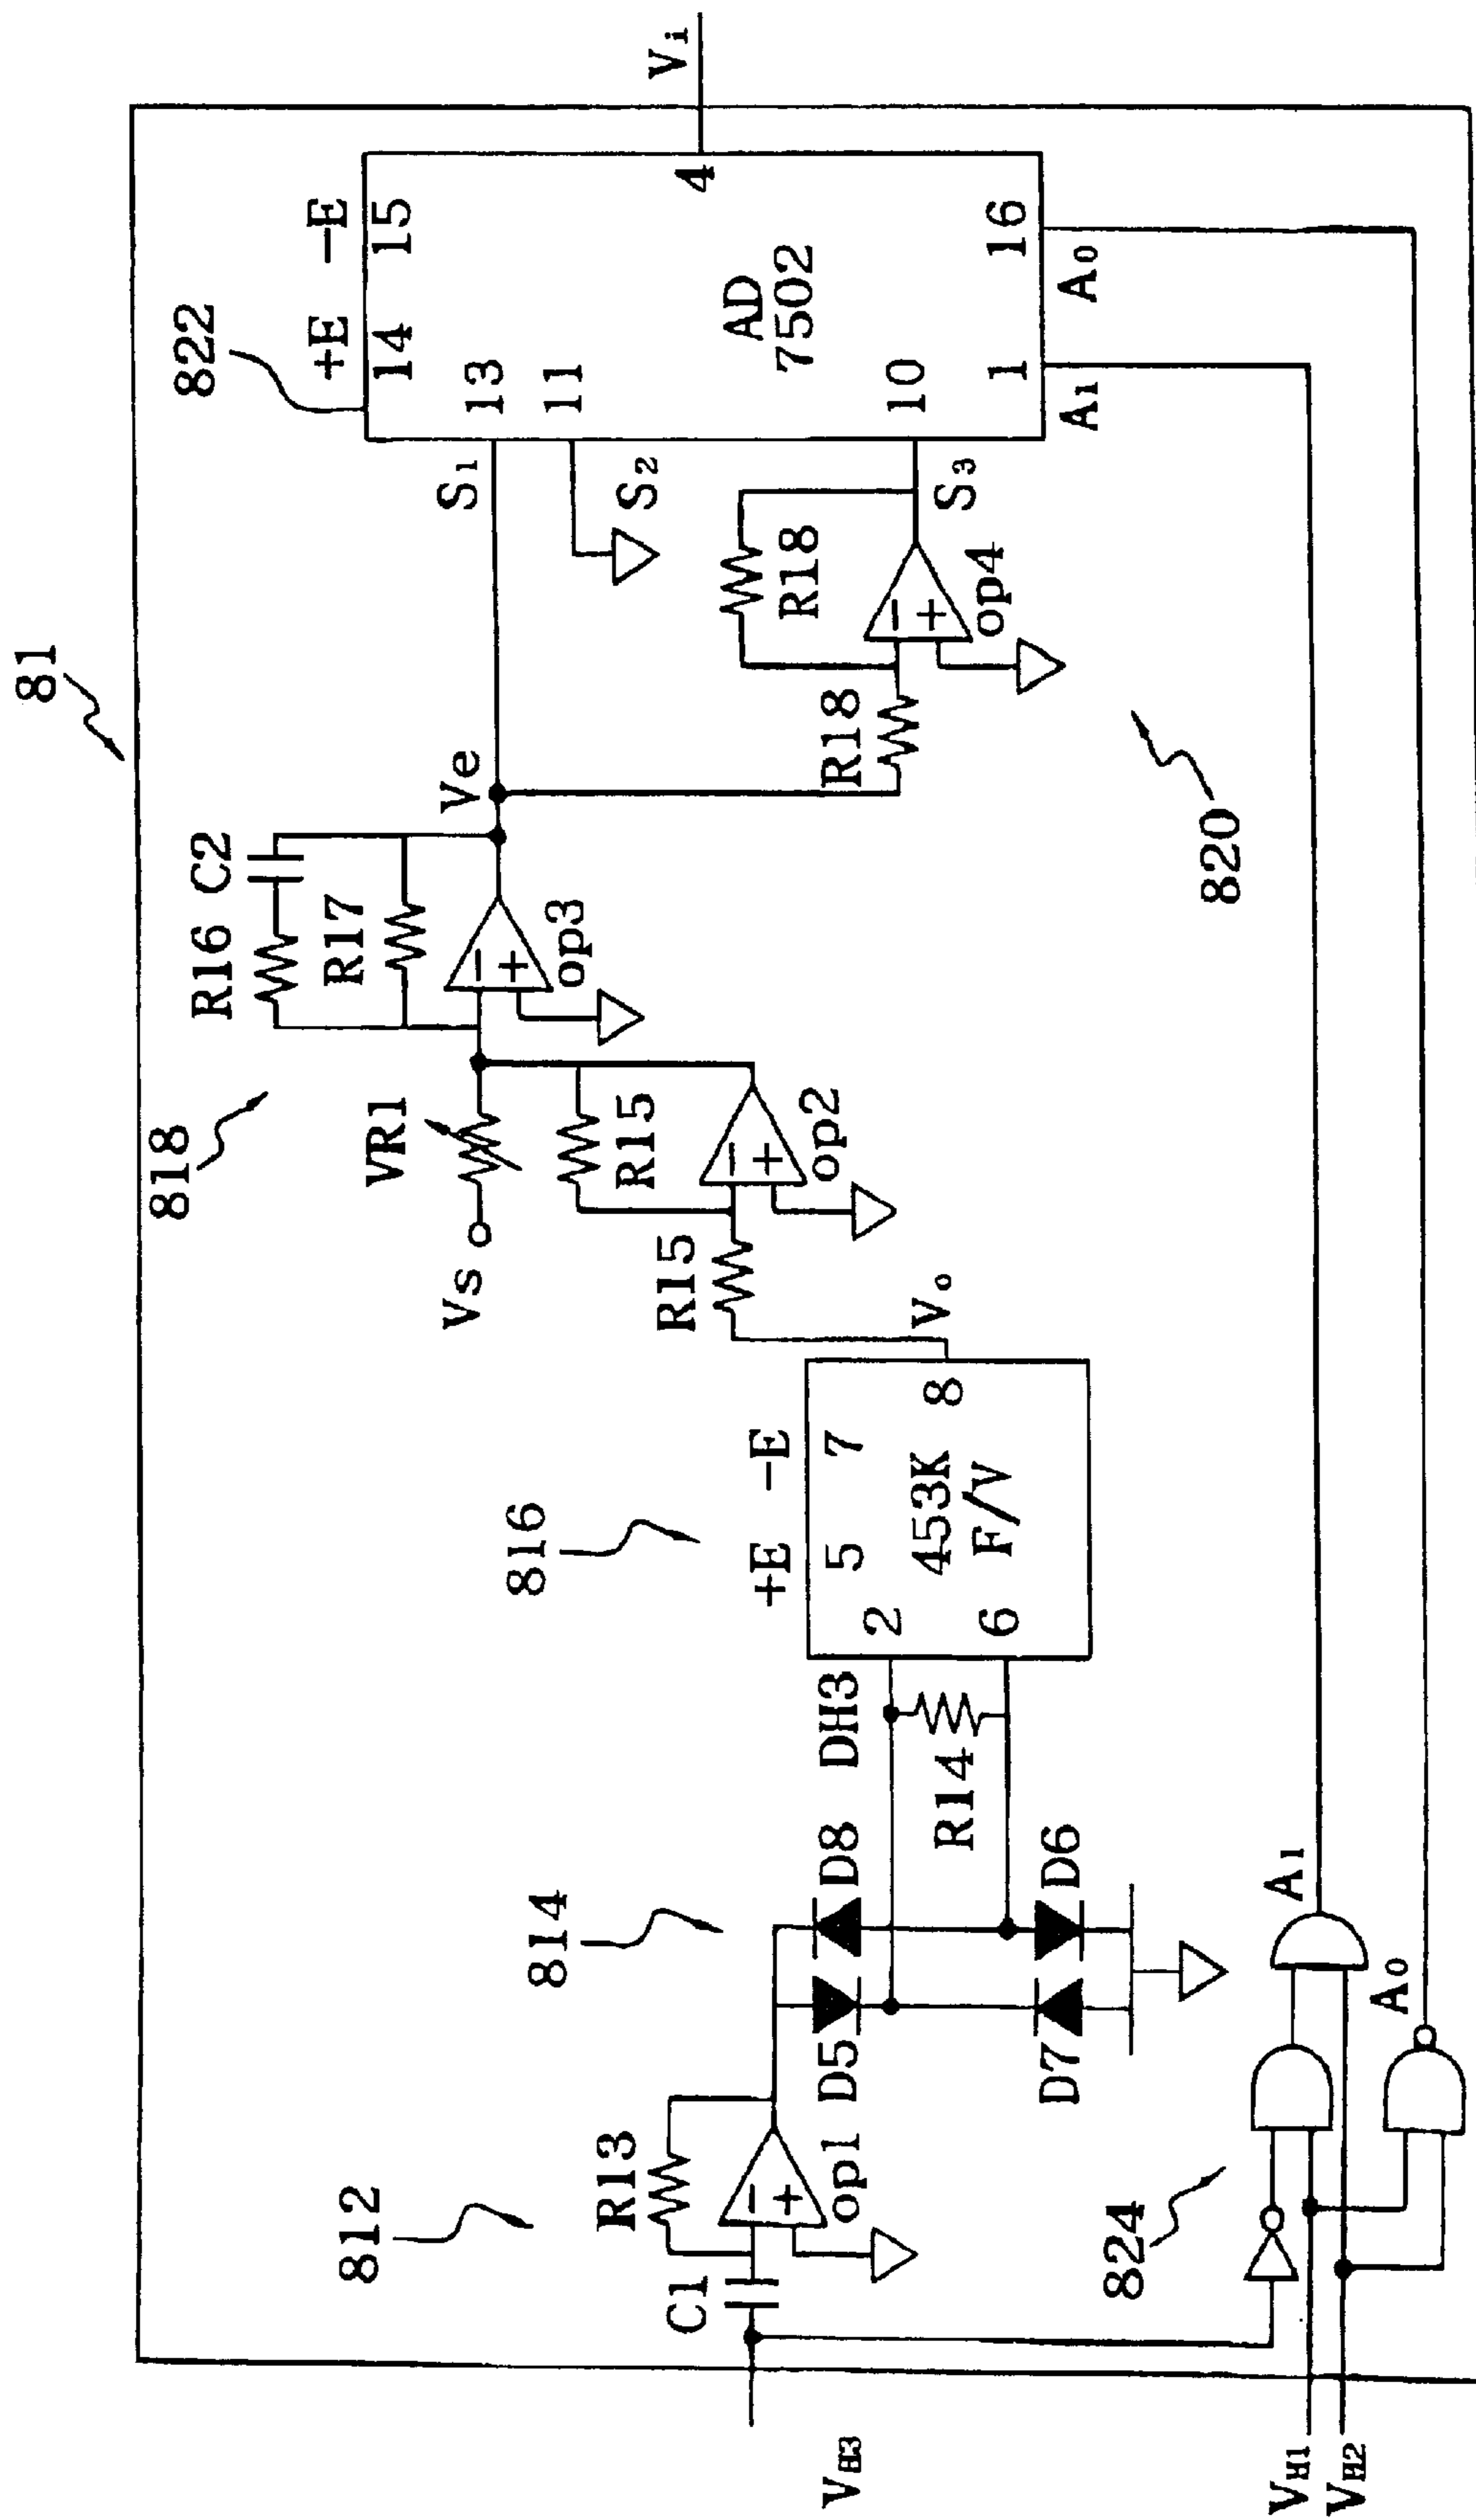 81
822
+E -E
14 15
13
11
10
4
AD
7502
1 16
A1 A0
Vi
S1
S2
S3
R18
R18
op4
820
Ve
R16 C2
R17
op3
818
VR1
Vs
R15
R15
op2
Vo
816
+E -E
5 7
2
6
8
453K
F/V
DH3
R14
814
D5 D8
D7 D6
812
R13
C1
op1
824
A1
A0
VH3
VH1
VH2